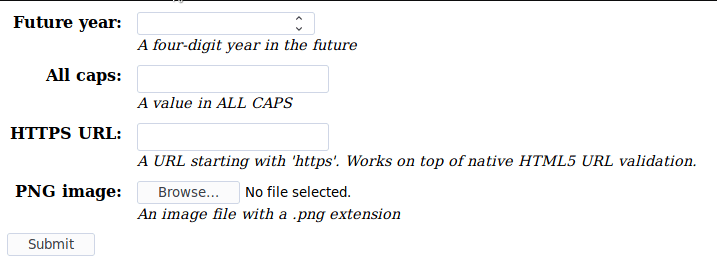 Future year:
A four-digit year in the future
All caps:
A value in ALL CAPS
HTTPS URL:
A URL starting with 'https'. Works on top of native HTML5 URL validation.
PNG image: Browse... No file selected.
An image file with a .png extension
Submit